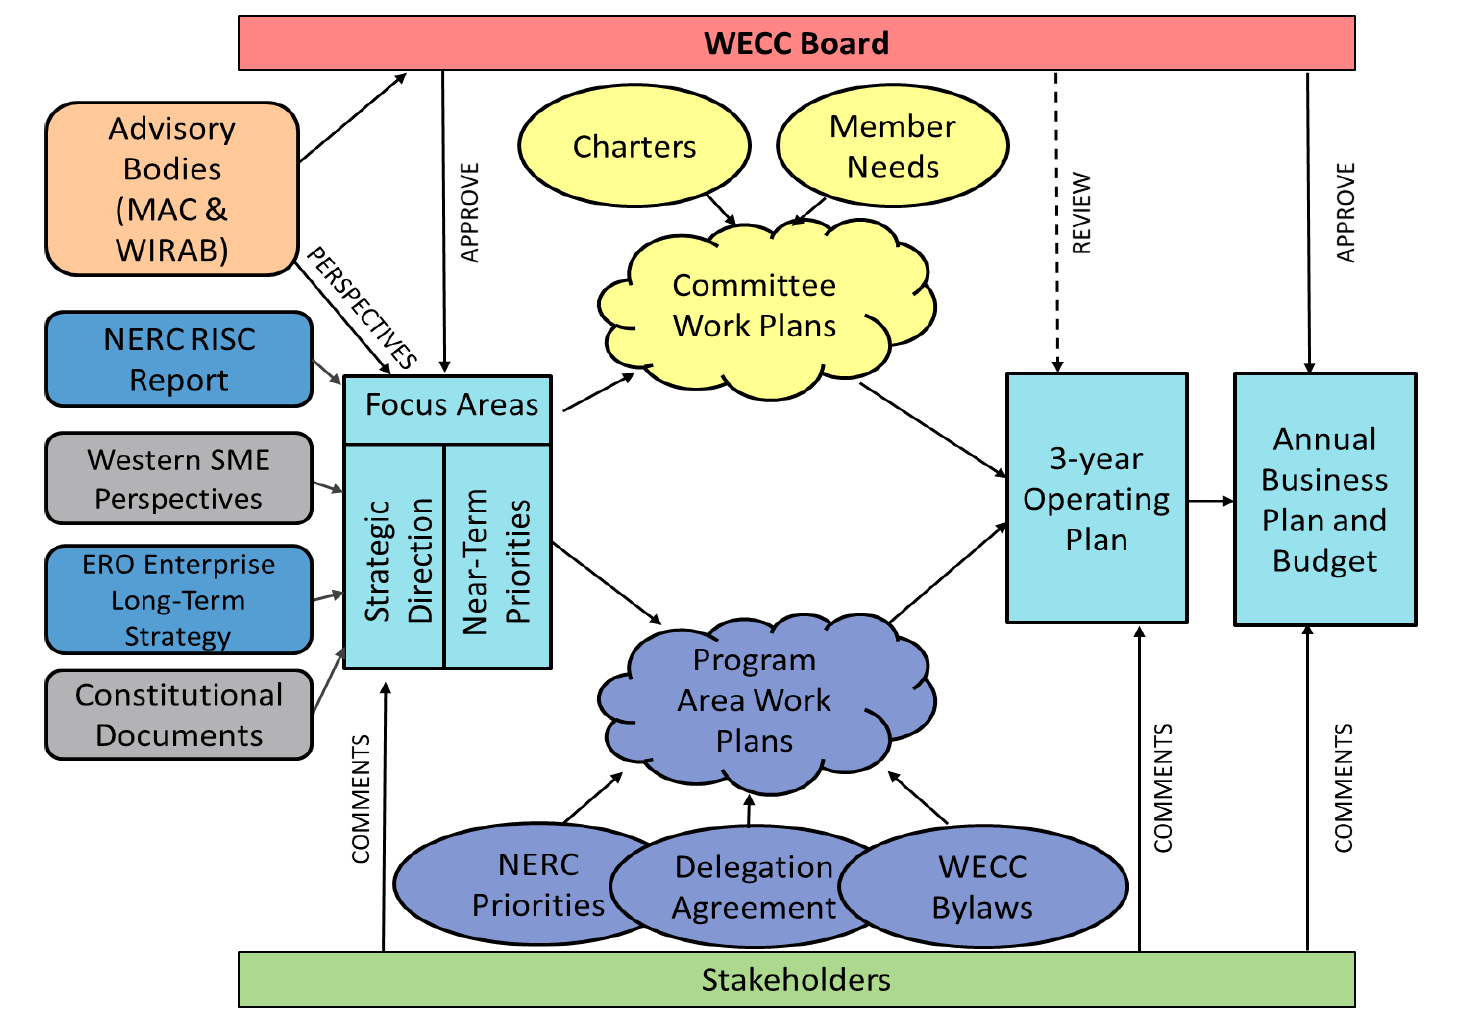 WECC Board
Advisory
Bodies
(MAC &
WIRAB)
PERSPECTIVES
APPROVE
Charters
Member
Needs
Committee
Work Plans
REVIEW
APPROVE
NERC RISC
Report
Western SME
Perspectives
ERO Enterprise
Long-Term
Strategy
Constitutional
Documents
Focus Areas
Strategic
Direction
Near-Term
Priorities
3-year
Operating
Plan
Annual
Business
Plan and
Budget
Program
Area Work
Plans
COMMENTS
NERC
Priorities
Delegation
Agreement
WECC
Bylaws
COMMENTS
COMMENTS
Stakeholders